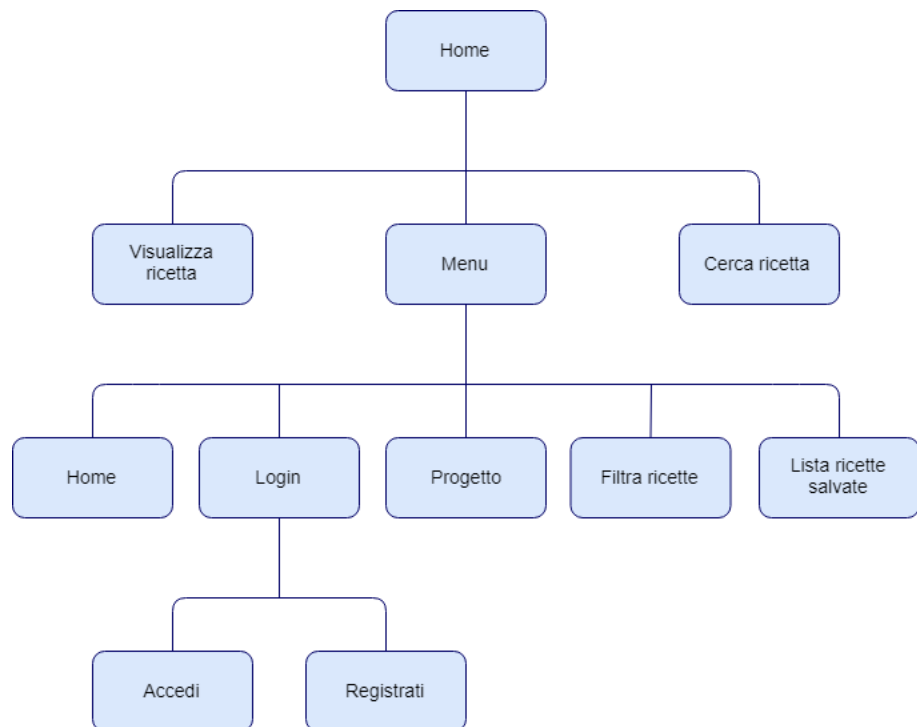 Home
Visualizza
ricetta
Menu
Cerca ricetta
Home
Login
Progetto
Filtra ricette
Lista ricette
salvate
Accedi
Registrati